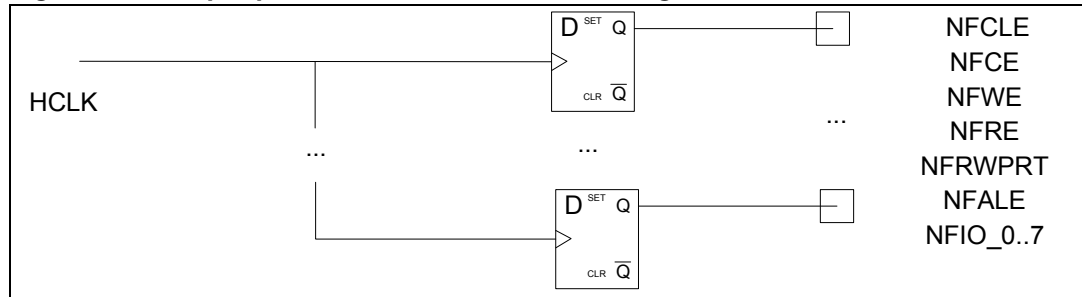 D SET Q
CLR Q
HCLK
...
...
...
D SET Q
CLR Q
NFCLE
NFCE
NFWE
NFRE
NFRWPRT
NFALE
NFIO_0..7